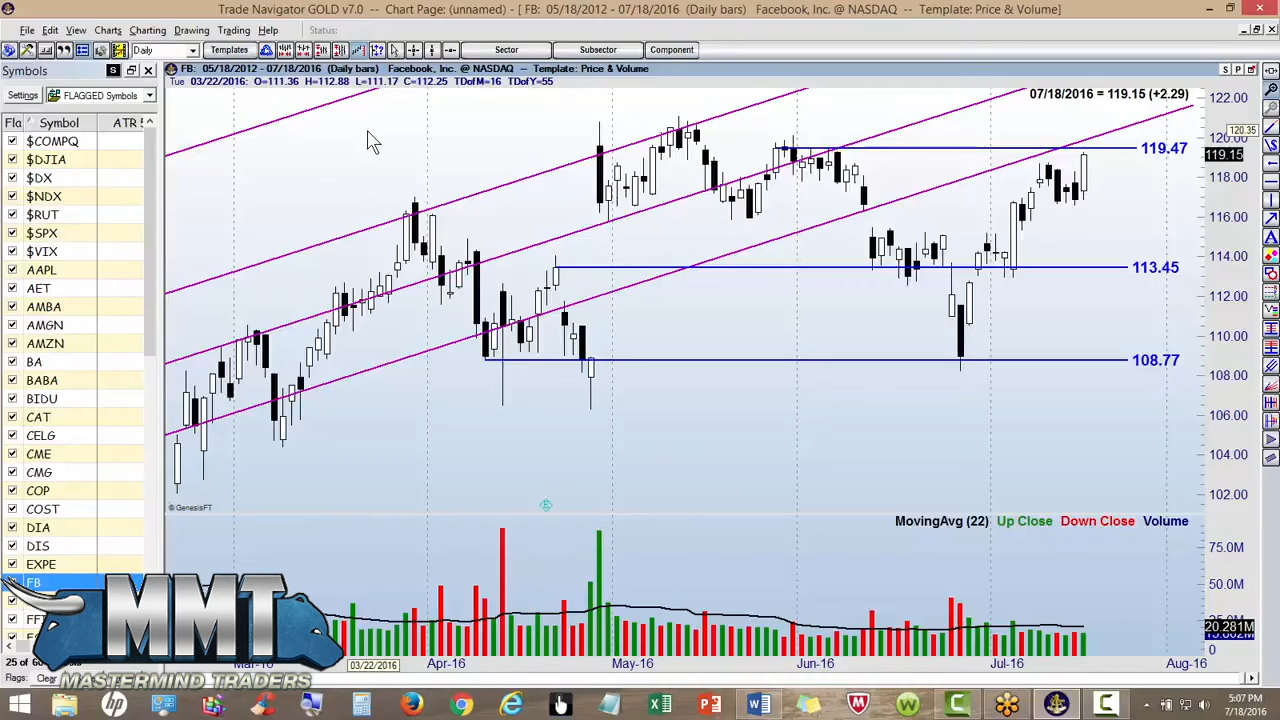 Trade Navigator GOLD v7.0 - Chart Page: (unnamed) - [ FB: 05/18/2012 - 07/18/2016 (Daily bars) Facebook, Inc. @ NASDAQ - Template: Price & Volume]
File Edit View Charts Charting Drawing Trading Help Status:
Daily Templates Sector Subsector Component
Symbols S
FB: 05/18/2012 - 07/18/2016 (Daily bars) Facebook, Inc. @ NASDAQ - Template: Price & Volume S P
Tue 03/22/2016: O=111.36 H=112.88 L=111.17 C=112.25 TDofM=16 TDofY=55
Settings FLAGGED Symbols
07/18/2016 = 119.15 (+2.29)
122.00
Fla Symbol ATR
120.35
120.00
$COMPQ
119.47
119.15
$DJIA
118.00
$DX
$NDX
$RUT
116.00
$SPX
$VIX
114.00
AAPL
113.45
AET
112.00
AMBA
AMGN
110.00
AMZN
BA
108.77
108.00
BABA
BIDU
106.00
CAT
CELG
104.00
CME
CMG
102.00
COP
COST
© GenesisFT
MovingAvg (22) Up Close Down Close Volume
DIA
DIS
75.0M
EXPE
FB
50.0M
20.281M
0
MMT
MASTERMIND TRADERS
03/22/2016 Apr-16 May-16 Jun-16 Jul-16 Aug-16
Flags:
5:07 PM
7/18/2016